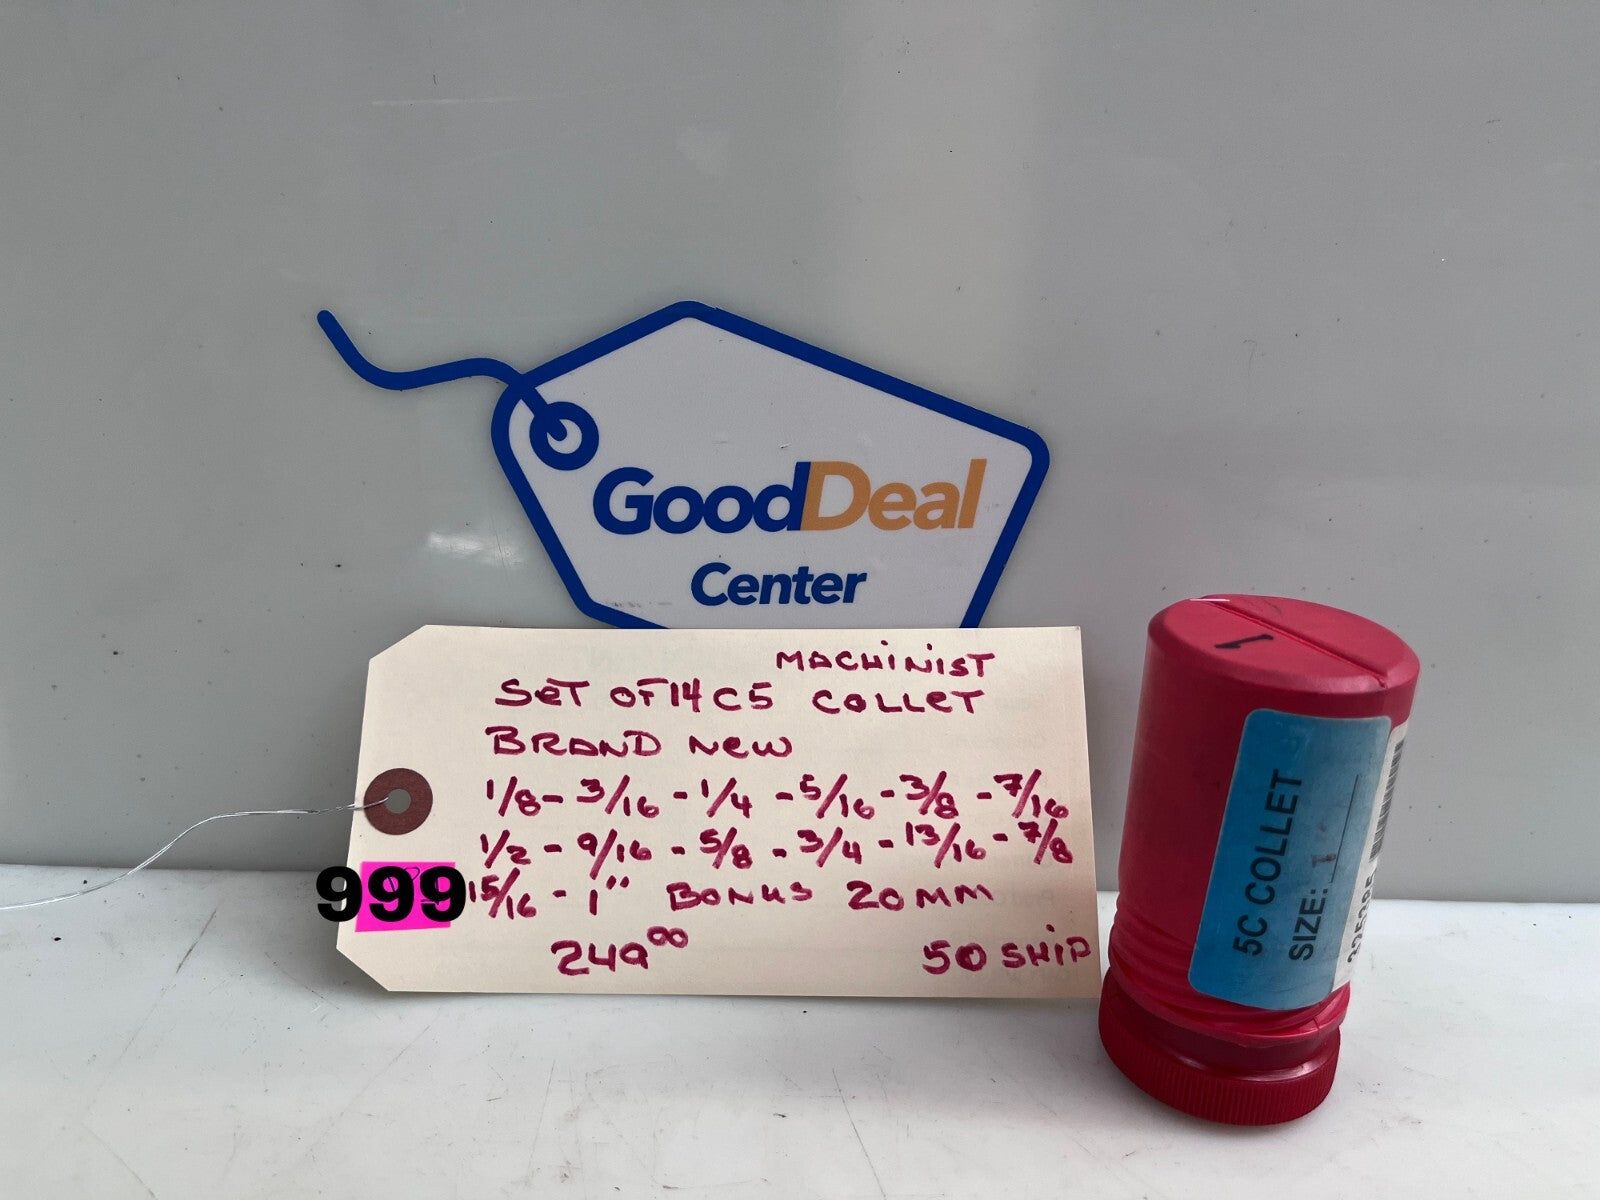 GoodDeal
Center
MACHINIST
SET OF 14 C5 COLLET
BRAND NEW
1/8 - 3/16 - 1/4 - 5/16 - 3/8 - 7/16
1/2 - 9/16 - 5/8 - 3/4 - 13/16 - 7/8
15/16 - 1" BONUS 20MM
249 00 50 SHIP
999
1
5C COLLET
SIZE: 1